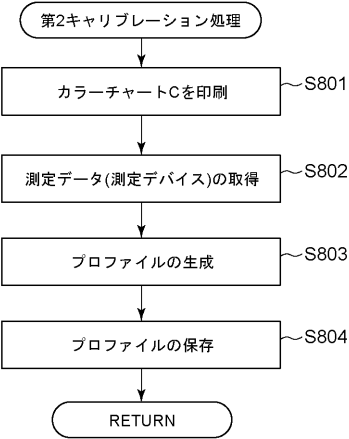 第2キャリブレーション処理
カラーチャートCを印刷
S801
測定データ(測定デバイス)の取得
S802
プロファイルの生成
S803
プロファイルの保存
S804
RETURN